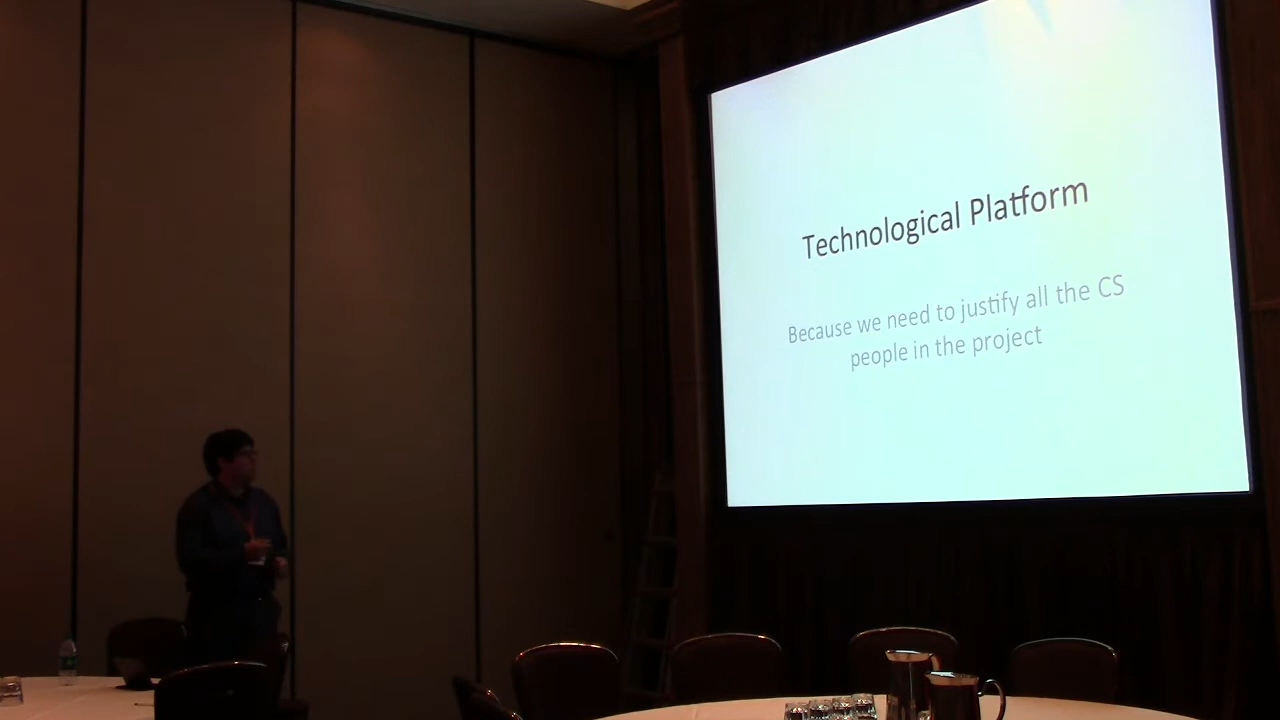 Technological Platform
Because we need to justify all the CS
people in the project